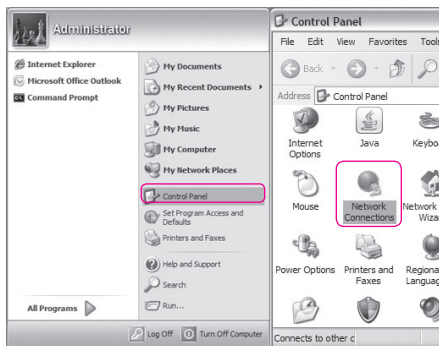 Administrator
Internet Explorer
Microsoft Office Outlook
Command Prompt
All Programs
My Documents
My Recent Documents
My Pictures
My Music
My Computer
My Network Places
Control Panel
Set Program Access and
Defaults
Printers and Faxes
Help and Support
Search
Run...
Log Off
Turn Off Computer
Control Panel
File Edit View Favorites Tools
Back
Address Control Panel
Internet
Options
Java
Keybo
Mouse
Network
Connections
Network
Wiza
Power Options
Printers and
Faxes
Regiona
Languag
Connects to other c